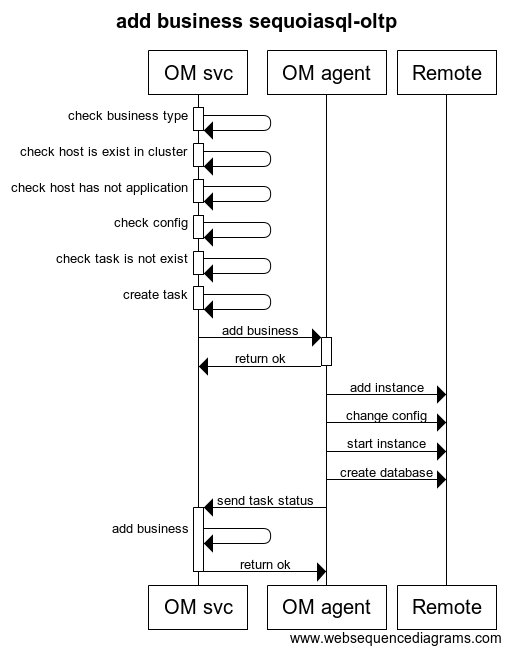 add business sequoiasql-oltp
OM svc
OM agent
Remote
check business type
check host is exist in cluster
check host has not application
check config
check task is not exist
create task
add business
return ok
add instance
change config
start instance
create database
send task status
add business
return ok
OM svc
OM agent
Remote
www.websequencediagrams.com